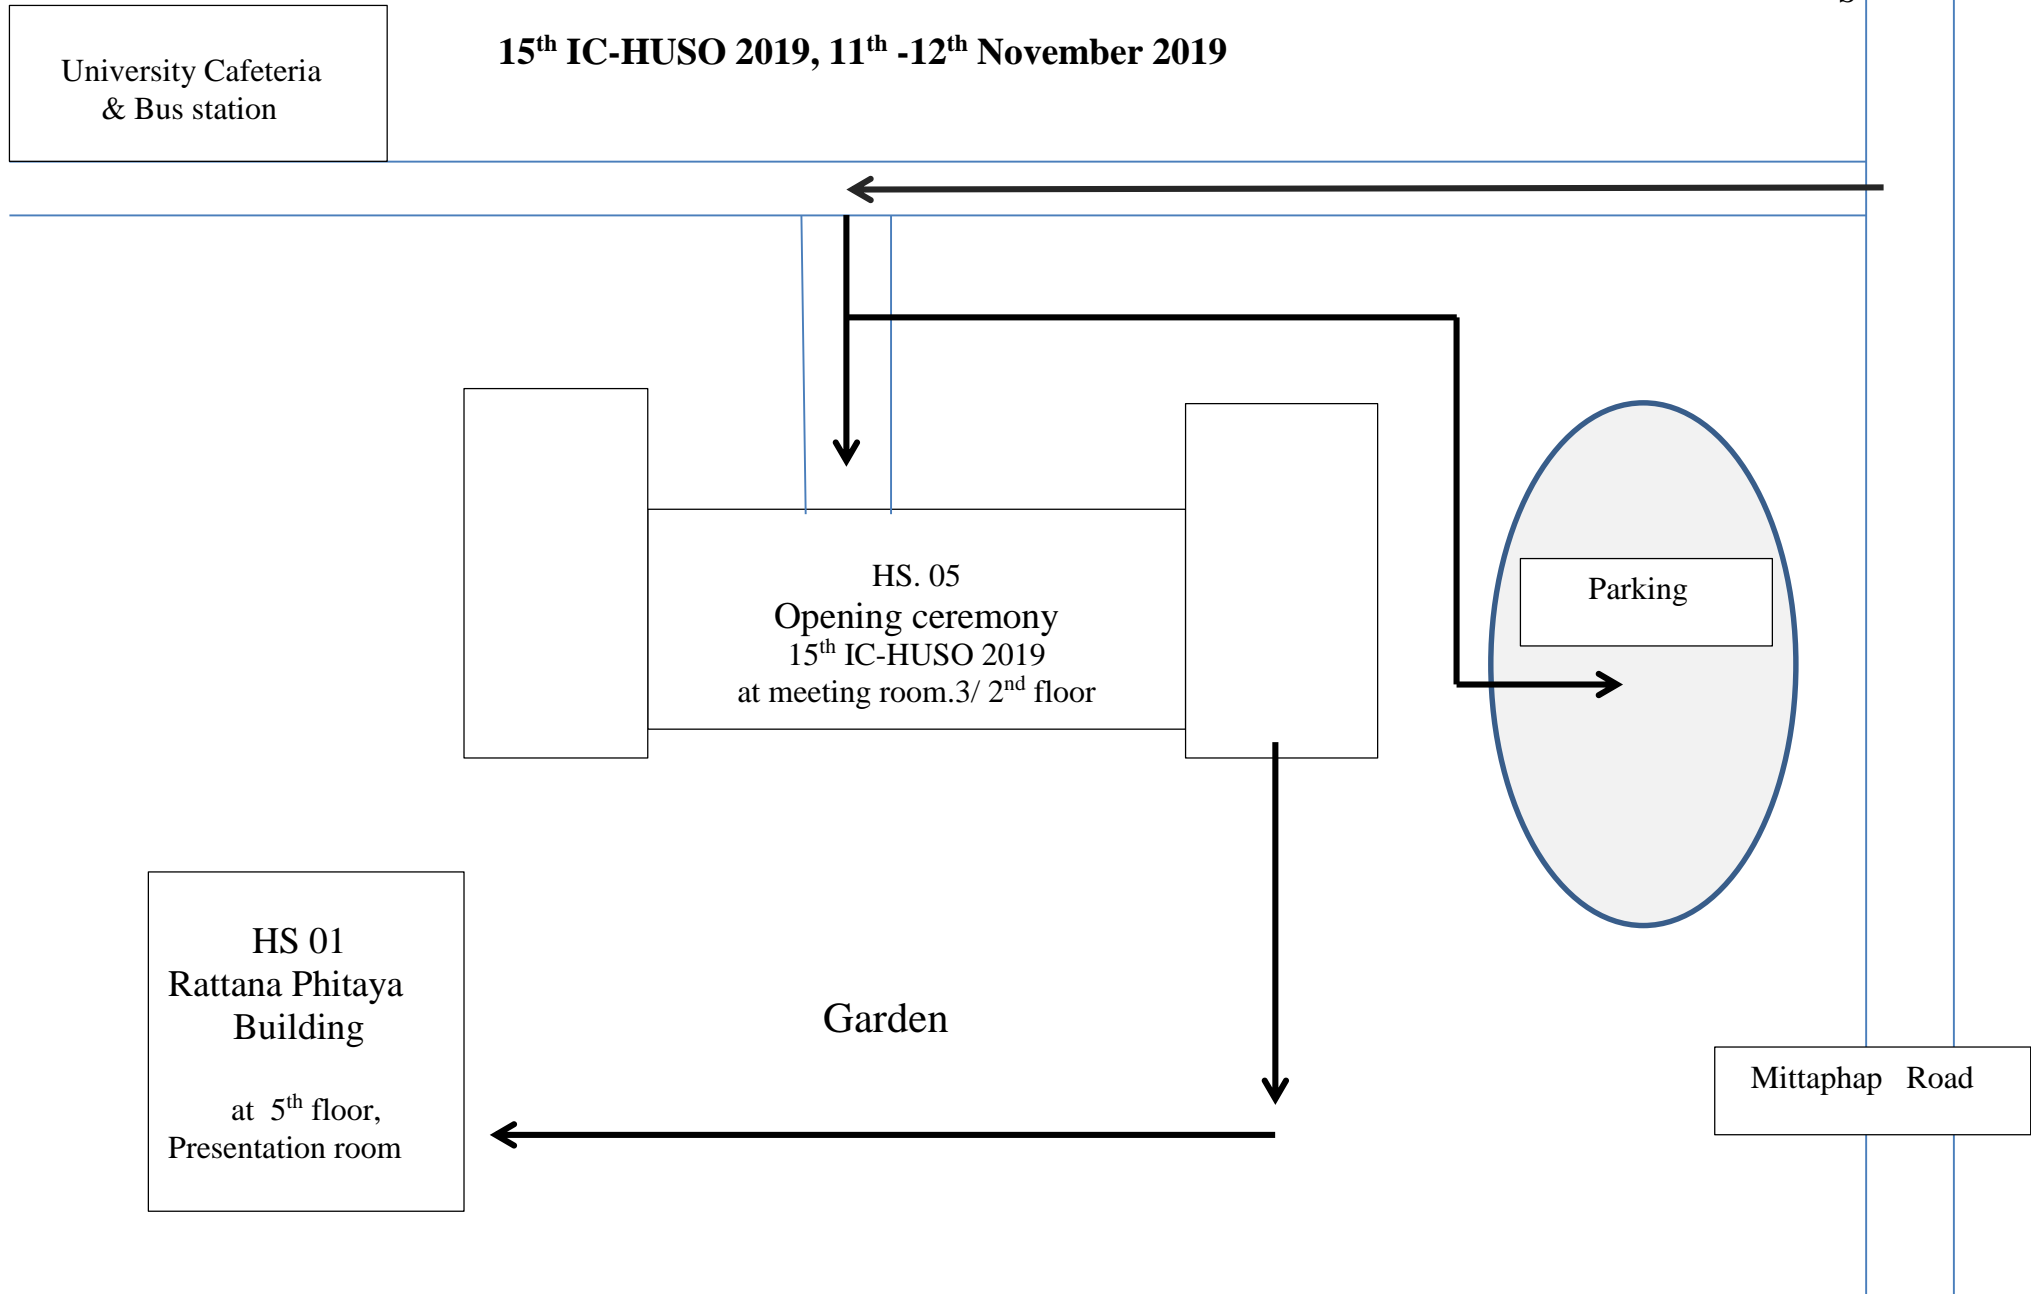 University Cafeteria
& Bus station
15th IC-HUSO 2019, 11th -12th November 2019
HS. 05
Opening ceremony
15th IC-HUSO 2019
at meeting room.3/ 2nd floor
Parking
HS 01
Rattana Phitaya
Building
at 5th floor,
Presentation room
Garden
Mittaphap Road